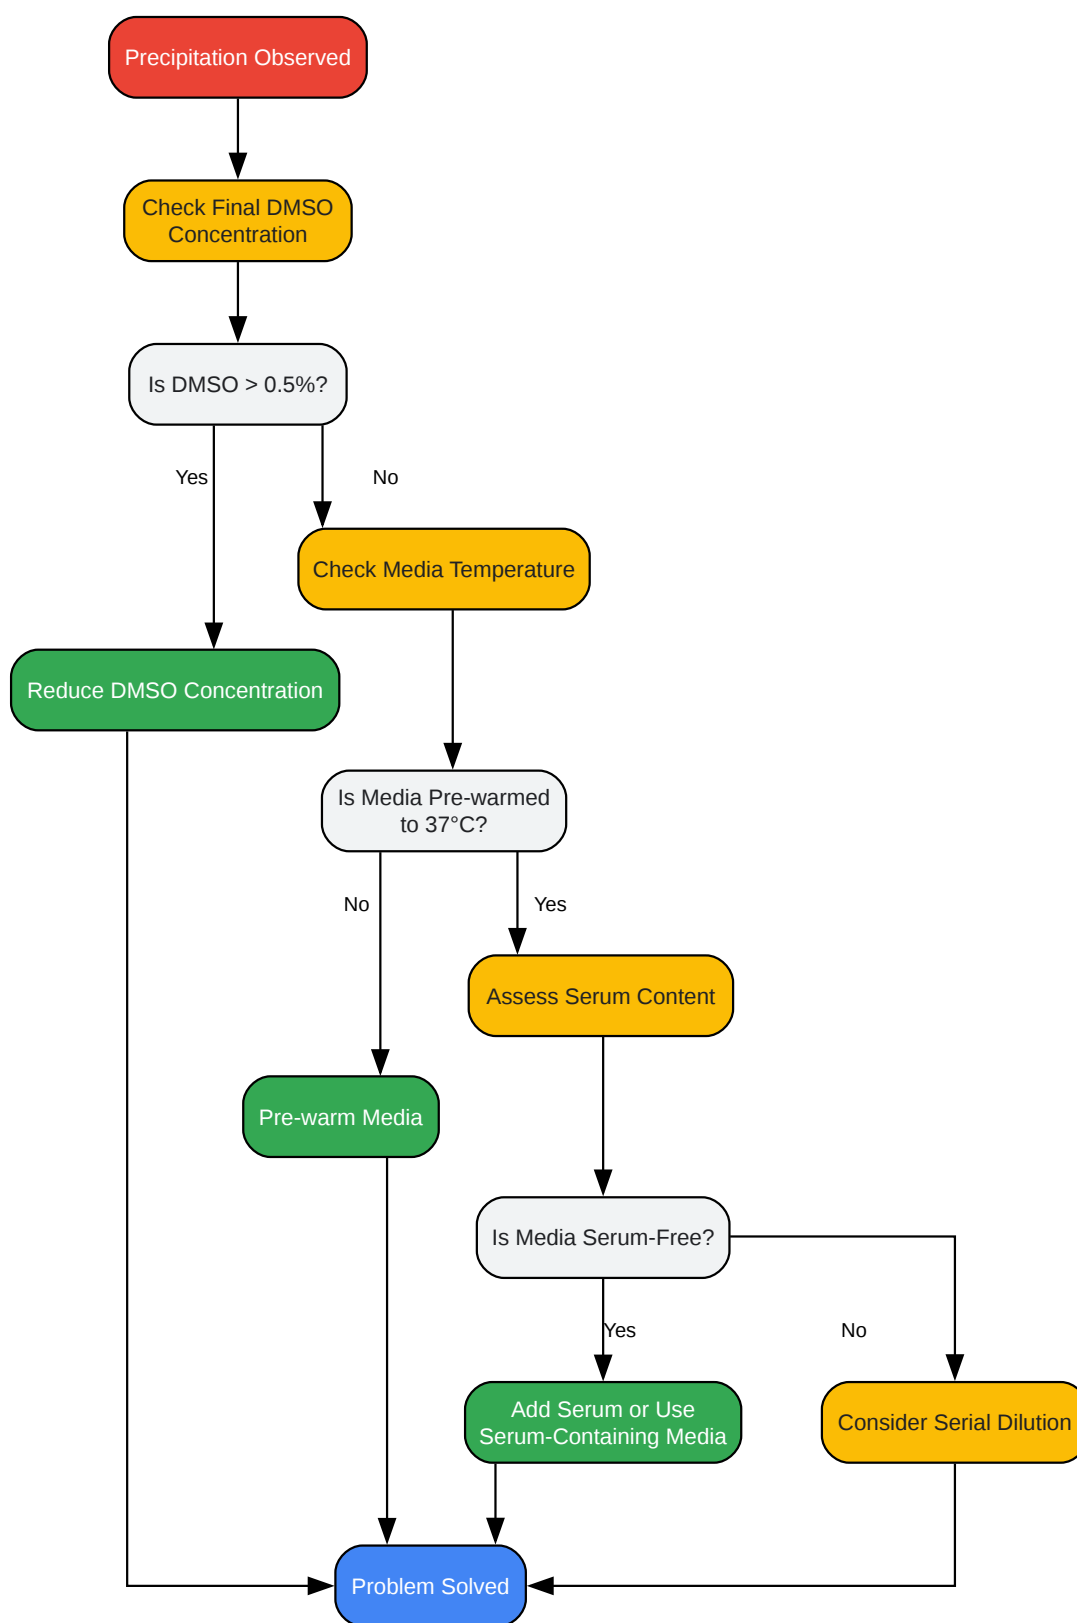 Precipitation Observed
Check Final DMSO
Concentration
Is DMSO > 0.5%?
Yes
No
Check Media Temperature
Reduce DMSO Concentration
Is Media Pre-warmed
to 37°C?
No
Yes
Assess Serum Content
Pre-warm Media
Is Media Serum-Free?
Yes
No
Add Serum or Use
Serum-Containing Media
Consider Serial Dilution
Problem Solved